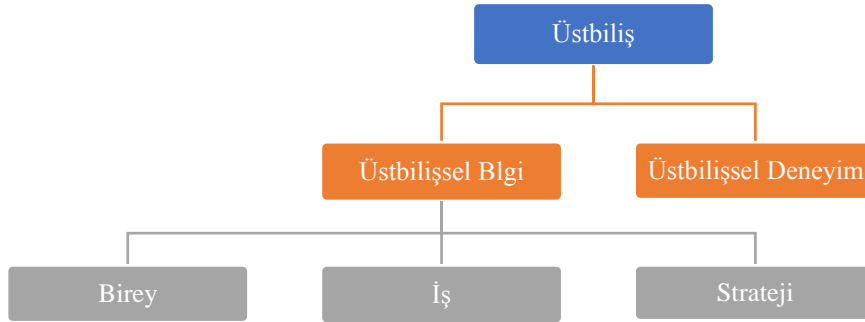 Üstbiliş
Üstbilişsel Blgi
Üstbilişsel Deneyim
Birey
İş
Strateji